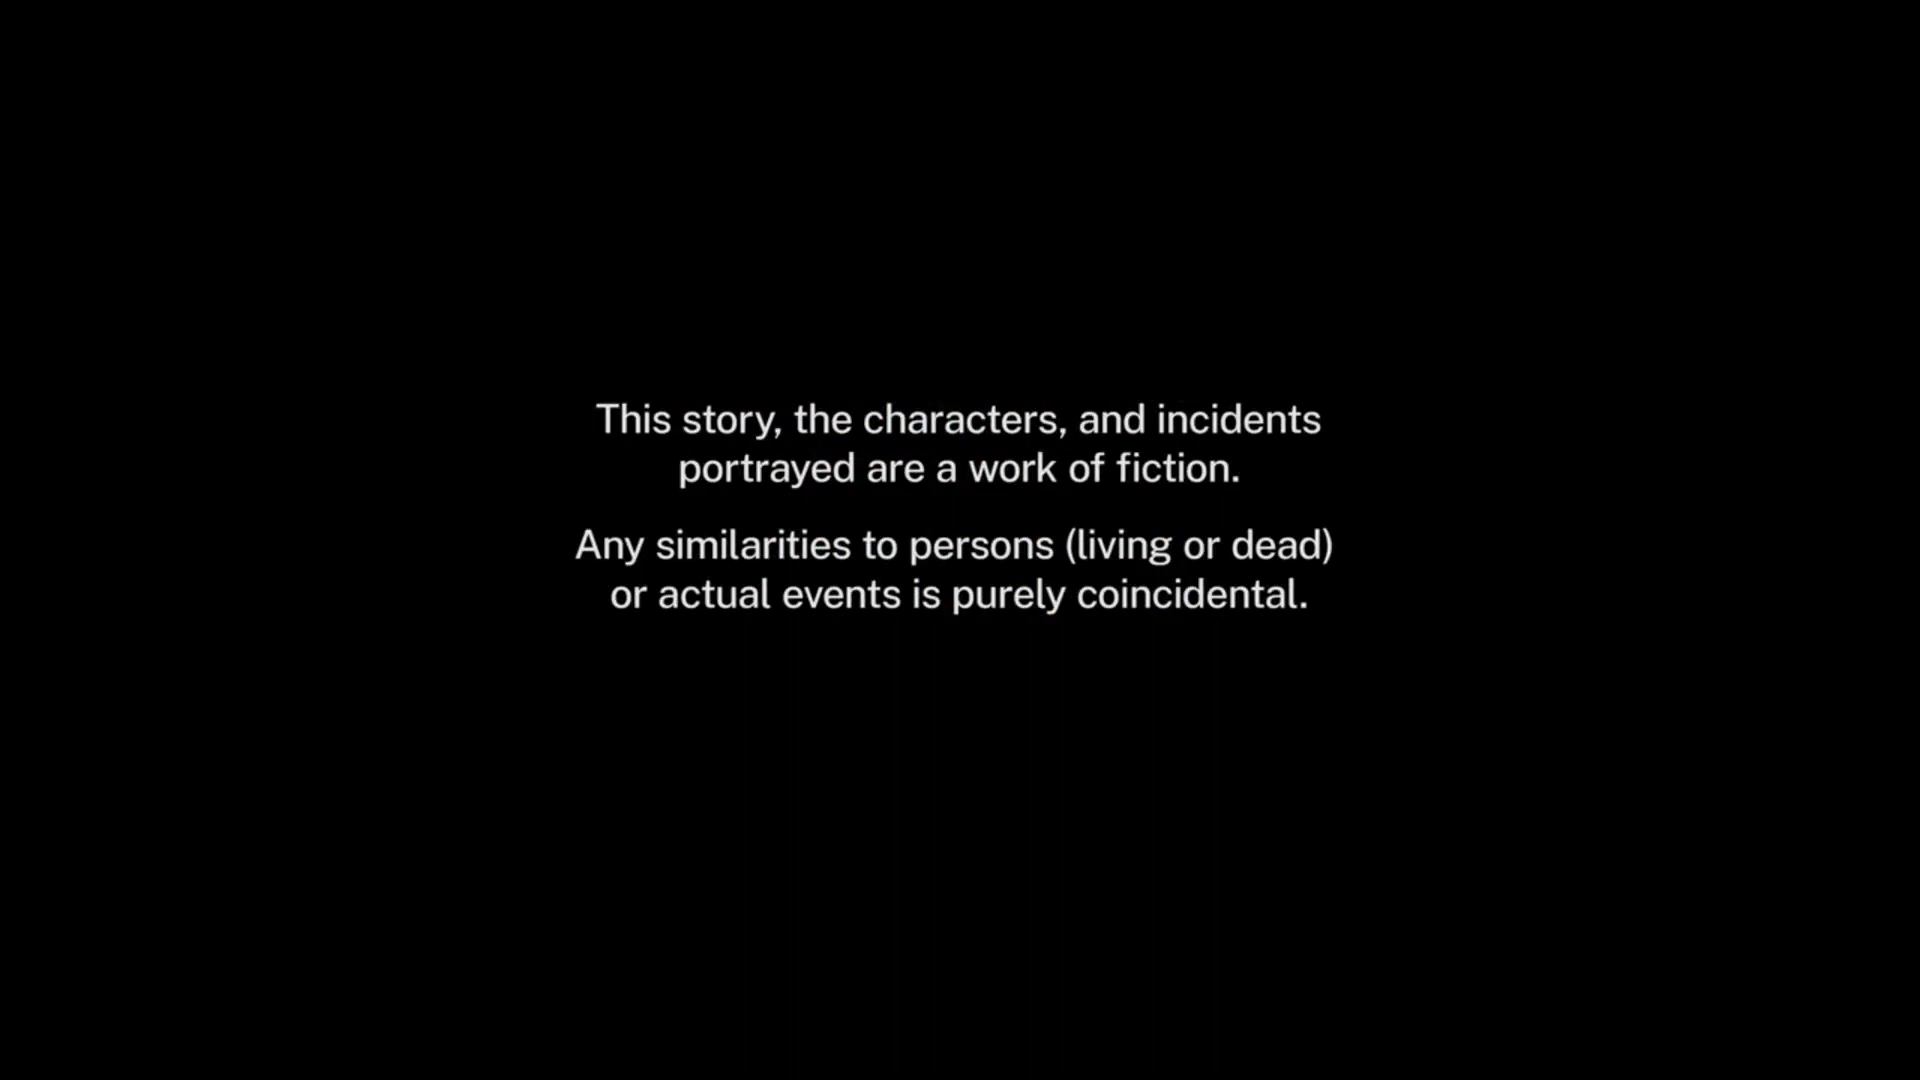 This story, the characters, and incidents
portrayed are a work of fiction.
Any similarities to persons (living or dead)
or actual events is purely coincidental.